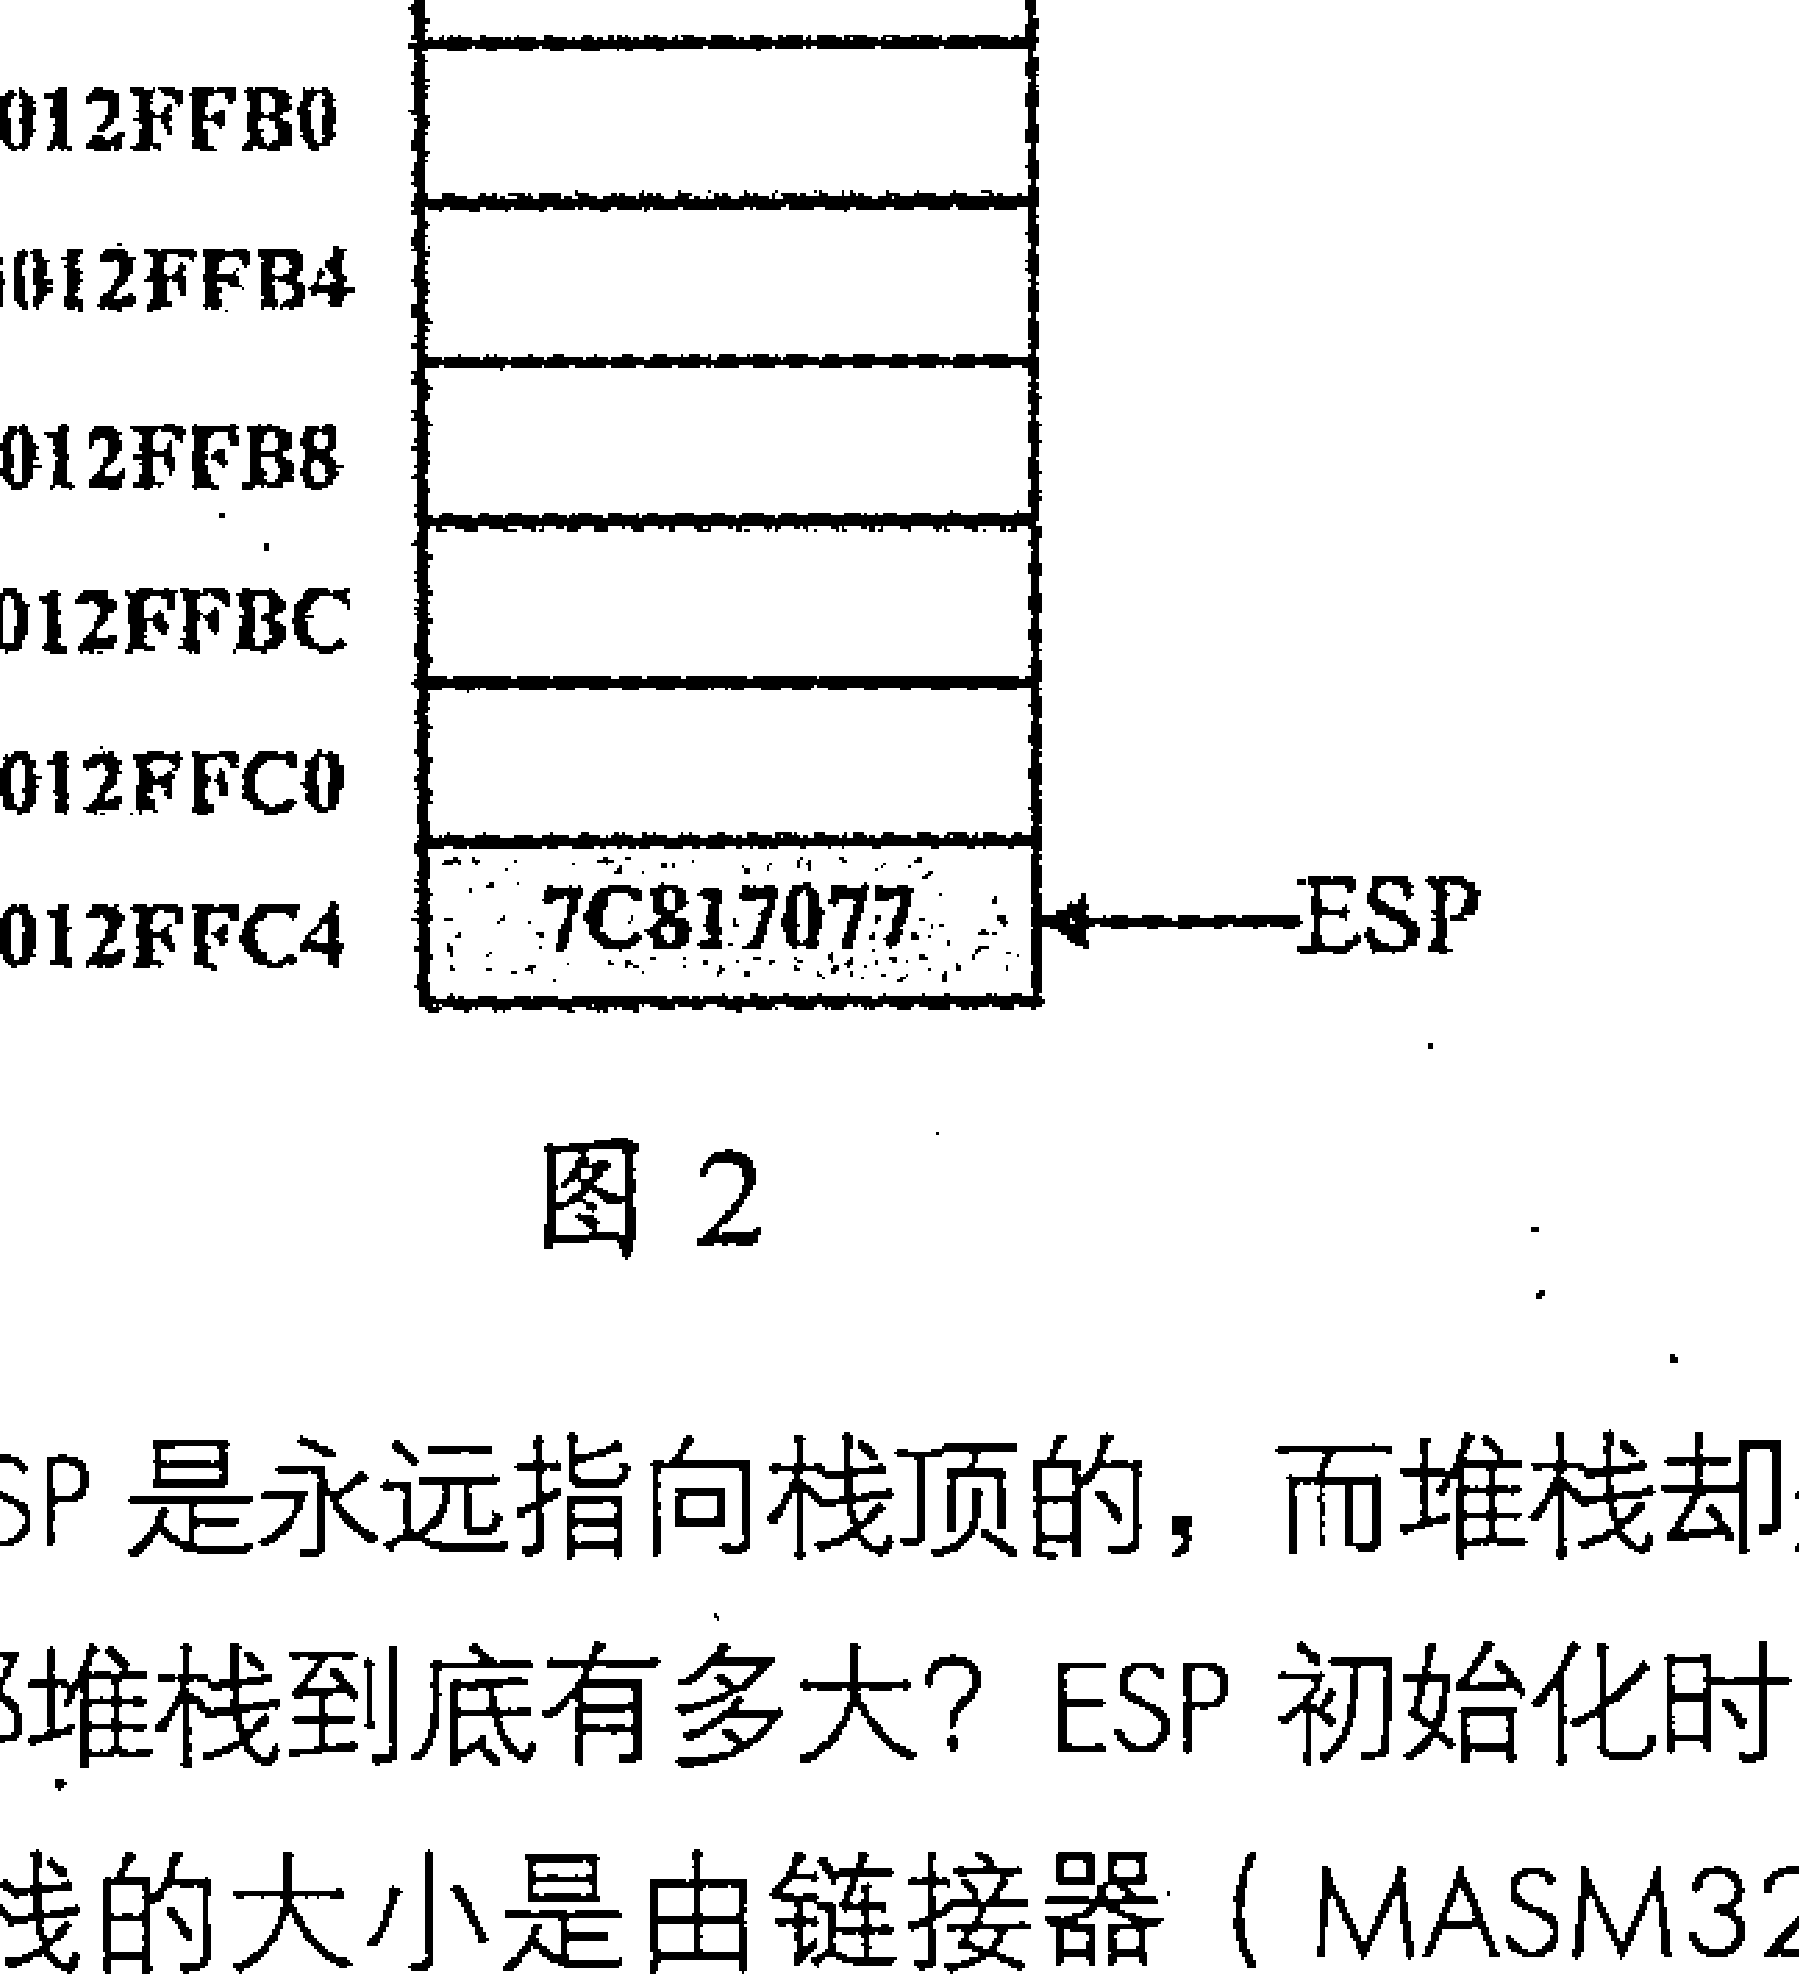 012FFB0
012FFB4
012FFB8
012FFBC
012FFC0
7C817077
012FFC4
ESP
图 2
SP 是永远指向栈顶的，而堆栈却
堆栈到底有多大？ESP 初始化时
栈的大小是由链接器（MASM32